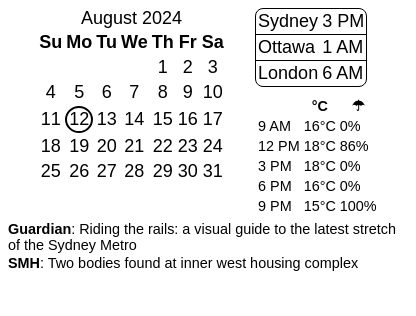 August 2024
Su Mo Tu We Th Fr Sa
1 2 3
4 5 6 7 8 9 10
11 12 13 14 15 16 17
18 19 20 21 22 23 24
25 26 27 28 29 30 31
Sydney 3 PM
Ottawa 1 AM
London 6 AM
°C ☂
9 AM 16°C 0%
12 PM 18°C 86%
3 PM 18°C 0%
6 PM 16°C 0%
9 PM 15°C 100%
Guardian: Riding the rails: a visual guide to the latest stretch
of the Sydney Metro
SMH: Two bodies found at inner west housing complex